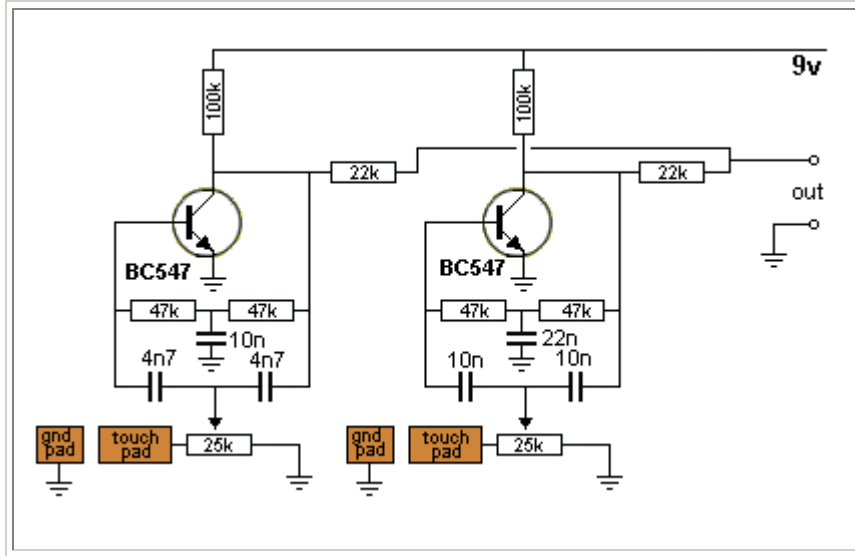 9v
100k
100k
22k
22k
out
BC547
BC547
47k
47k
47k
47k
10n
22n
4n7
4n7
10n
10n
gnd
pad
touch
pad
25k
gnd
pad
touch
pad
25k